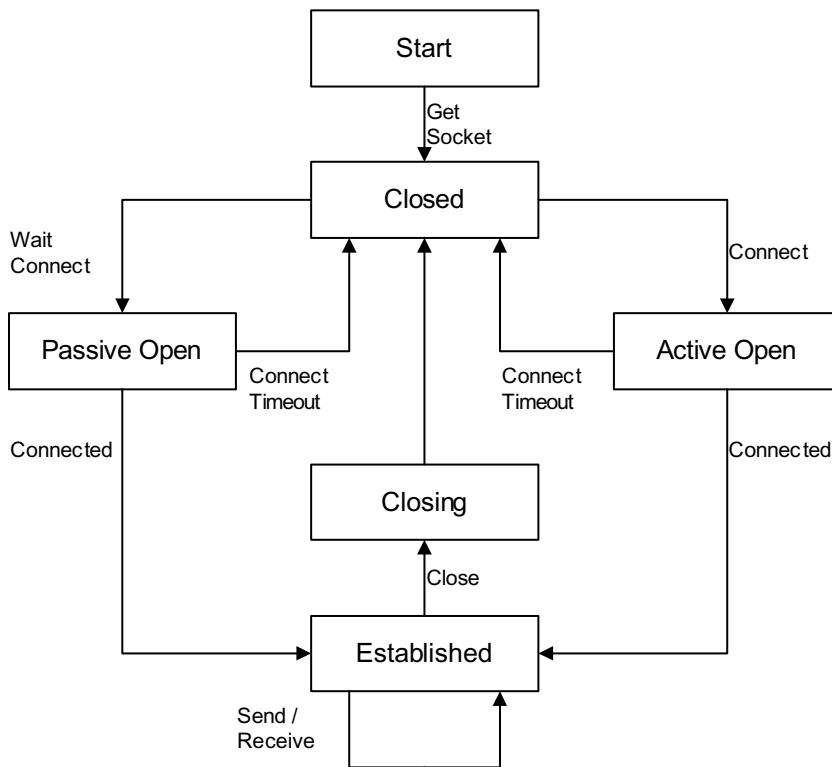 Start
Get
Socket
Closed
Wait
Connect
Connect
Passive Open
Active Open
Connect
Timeout
Connect
Timeout
Connected
Connected
Closing
Close
Established
Send /
Receive